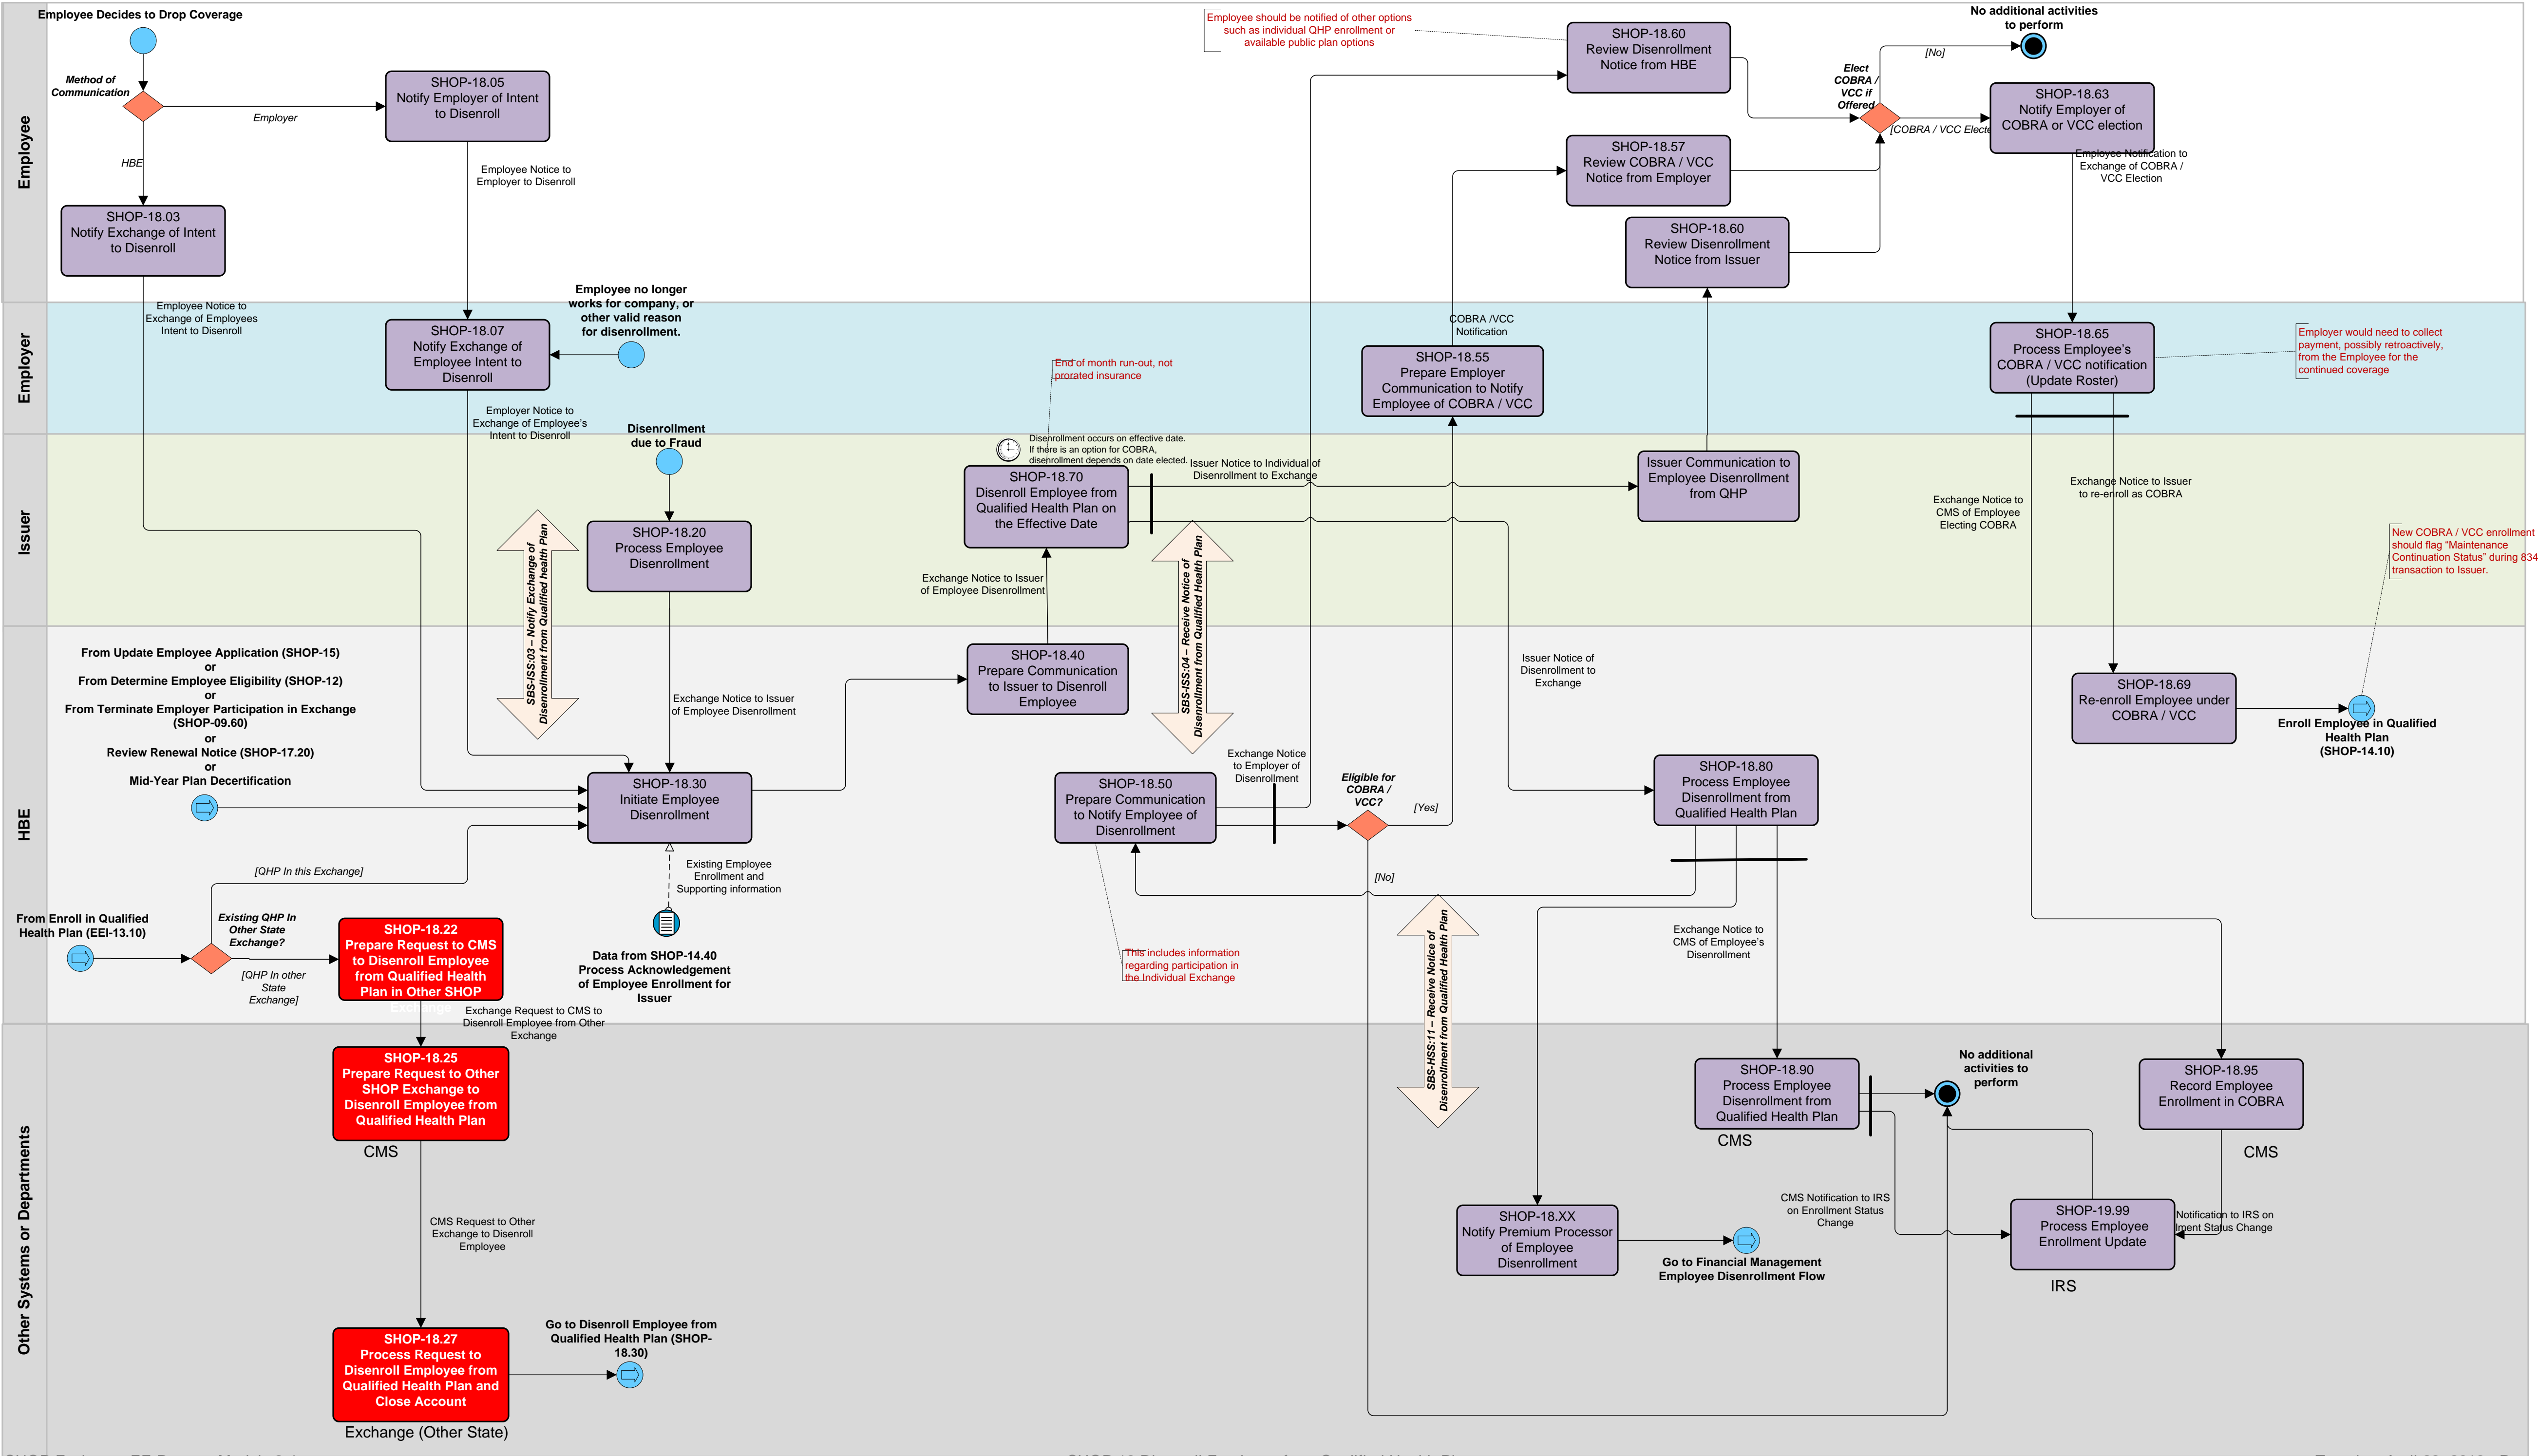 Employee Decides to Drop Coverage
Method of
Communication
Employer
HBE
SHOP-18.05
Notify Employer of Intent
to Disenroll
Employee Notice to
Employer to Disenroll
SHOP-18.03
Notify Exchange of Intent
to Disenroll
Employee should be notified of other options
such as individual QHP enrollment or
available public plan options
SHOP-18.60
Review Disenrollment
Notice from HBE
No additional activities
to perform
[No]
Elect
COBRA /
VCC if
Offered
[COBRA / VCC Electe
SHOP-18.63
Notify Employer of
COBRA or VCC election
Employee Notification to
Exchange of COBRA /
VCC Election
SHOP-18.57
Review COBRA / VCC
Notice from Employer
SHOP-18.60
Review Disenrollment
Notice from Issuer
Employee
Employee Notice to
Exchange of Employees
Intent to Disenroll
Employee no longer
works for company, or
other valid reason
for disenrollment.
SHOP-18.07
Notify Exchange of
Employee Intent to
Disenroll
Employer Notice to
Exchange of Employee's
Intent to Disenroll
End of month run-out, not
prorated insurance
COBRA /VCC
Notification
SHOP-18.55
Prepare Employer
Communication to Notify
Employee of COBRA / VCC
SHOP-18.65
Process Employee's
COBRA / VCC notification
(Update Roster)
Employer would need to collect
payment, possibly retroactively,
from the Employee for the
continued coverage
Employer
Disenrollment
due to Fraud
Disenrollment occurs on effective date.
If there is an option for COBRA,
disenrollment depends on date elected.
Issuer Notice to Individual of
Disenrollment to Exchange
SHOP-18.70
Disenroll Employee from
Qualified Health Plan on
the Effective Date
Issuer Communication to
Employee Disenrollment
from QHP
SHOP-18.20
Process Employee
Disenrollment
SBS-ISS:03 – Notify Exchange of
Disenrollment from Qualified health Plan
Exchange Notice to Issuer
of Employee Disenrollment
SBS-ISS:04 – Receive Notice of
Disenrollment from Qualified Health Plan
Exchange Notice to
CMS of Employee
Electing COBRA
Exchange Notice to Issuer
to re-enroll as COBRA
New COBRA / VCC enrollment
should flag "Maintenance
Continuation Status" during 834
transaction to Issuer.
Issuer
From Update Employee Application (SHOP-15)
or
From Determine Employee Eligibility (SHOP-12)
or
From Terminate Employer Participation in Exchange
(SHOP-09.60)
or
Review Renewal Notice (SHOP-17.20)
or
Mid-Year Plan Decertification
Exchange Notice to Issuer
of Employee Disenrollment
SHOP-18.30
Initiate Employee
Disenrollment
SHOP-18.40
Prepare Communication
to Issuer to Disenroll
Employee
Issuer Notice of
Disenrollment to
Exchange
SHOP-18.69
Re-enroll Employee under
COBRA / VCC
Enroll Employee in Qualified
Health Plan
(SHOP-14.10)
SHOP-18.50
Prepare Communication
to Notify Employee of
Disenrollment
Exchange Notice
to Employer of
Disenrollment
Eligible for
COBRA /
VCC?
[Yes]
[No]
SHOP-18.80
Process Employee
Disenrollment from
Qualified Health Plan
[QHP In this Exchange]
Existing Employee
Enrollment and
Supporting information
From Enroll in Qualified
Health Plan (EEI-13.10)
Existing QHP In
Other State
Exchange?
[QHP In other
State
Exchange]
SHOP-18.22
Prepare Request to CMS
to Disenroll Employee
from Qualified Health
Plan in Other SHOP
Exchange
Data from SHOP-14.40
Process Acknowledgement
of Employee Enrollment for
Issuer
This includes information
regarding participation in
the Individual Exchange
SBS-HSS:11 – Receive Notice of
Disenrollment from Qualified Health Plan
Exchange Notice to
CMS of Employee's
Disenrollment
HBE
Exchange Request to CMS to
Disenroll Employee from Other
Exchange
SHOP-18.25
Prepare Request to Other
SHOP Exchange to
Disenroll Employee from
Qualified Health Plan
CMS
CMS Request to Other
Exchange to Disenroll
Employee
SHOP-18.27
Process Request to
Disenroll Employee from
Qualified Health Plan and
Close Account
Exchange (Other State)
Go to Disenroll Employee from
Qualified Health Plan (SHOP-
18.30)
SHOP-18.90
Process Employee
Disenrollment from
Qualified Health Plan
CMS
No additional
activities to
perform
SHOP-18.95
Record Employee
Enrollment in COBRA
CMS
SHOP-18.XX
Notify Premium Processor
of Employee
Disenrollment
Go to Financial Management
Employee Disenrollment Flow
CMS Notification to IRS
on Enrollment Status
Change
SHOP-19.99
Process Employee
Enrollment Update
IRS
Notification to IRS on
lment Status Change
Other Systems or Departments